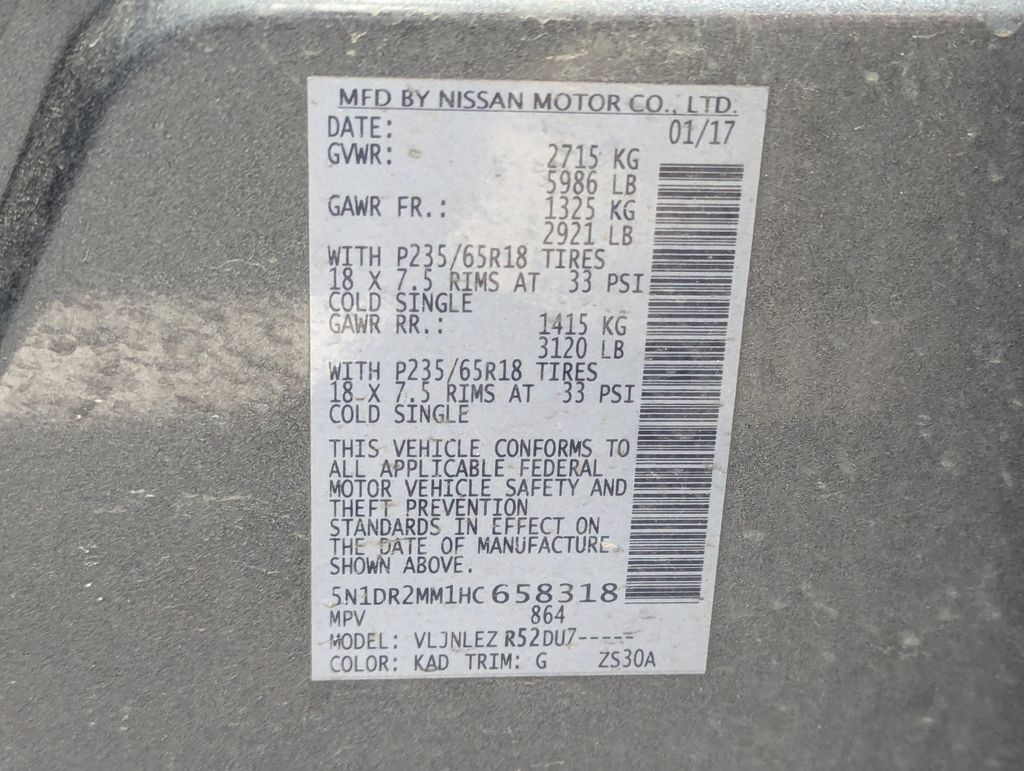 MFD BY NISSAN MOTOR CO., LTD.
DATE: 01/17
GVWR: 2715 KG
5986 LB
GAWR FR.: 1325 KG
2921 LB
WITH P235/65R18 TIRES
18 X 7.5 RIMS AT 33 PSI
COLD SINGLE
GAWR RR.: 1415 KG
3120 LB
WITH P235/65R18 TIRES
18 X 7.5 RIMS AT 33 PSI
COLD SINGLE
THIS VEHICLE CONFORMS TO
ALL APPLICABLE FEDERAL
MOTOR VEHICLE SAFETY AND
THEFT PREVENTION
STANDARDS IN EFFECT ON
THE DATE OF MANUFACTURE
SHOWN ABOVE.
5N1DR2MM1HC658318
MPV 864
MODEL: VLJNLEZ R52DU7-----
COLOR: KAD TRIM: G ZS30A